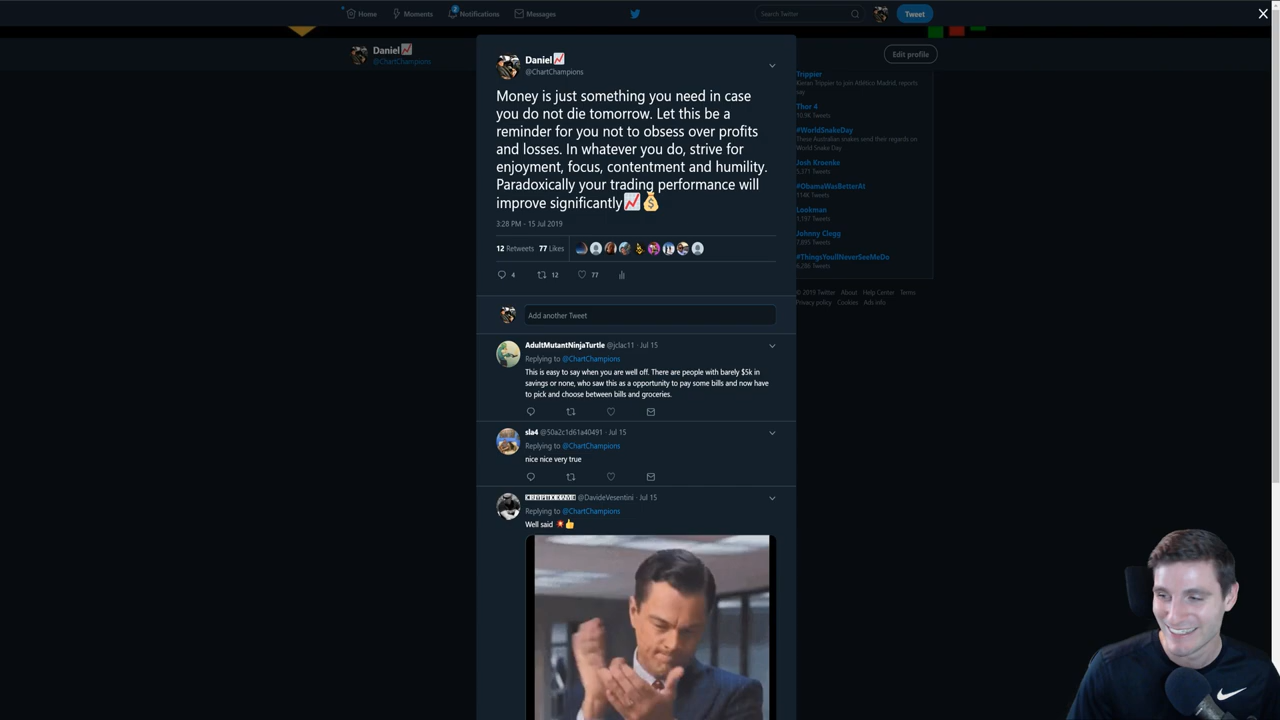 Home
Moments
2
Notifications
Messages
Search Twitter
Tweet
Daniel
@ChartChampions
Edit profile
Daniel
@ChartChampions
Money is just something you need in case
you do not die tomorrow. Let this be a
reminder for you not to obsess over profits
and losses. In whatever you do, strive for
enjoyment, focus, contentment and humility.
Paradoxically your trading performance will
improve significantly📈💰
3:28 PM - 15 Jul 2019
12 Retweets 77 Likes
4
12
77
Add another Tweet
AdultMutantNinjaTurtle @jclac11 · Jul 15
Replying to @ChartChampions
This is easy to say when you are well off. There are people with barely $5k in
savings or none, who saw this as a opportunity to pay some bills and now have
to pick and choose between bills and groceries.
sla4 @50a2c1d61a40491 · Jul 15
Replying to @ChartChampions
nice nice very true
@DavideVesentini · Jul 15
Replying to @ChartChampions
Well said 💥👍
Trippier
Kieran Trippier to join Atlético Madrid, reports
say
Thor 4
10.9K Tweets
#WorldSnakeDay
These Australian snakes send their regards on
World Snake Day
Josh Kroenke
5,371 Tweets
#ObamaWasBetterAt
114K Tweets
Lookman
1,197 Tweets
Johnny Clegg
7,895 Tweets
#ThingsYoullNeverSeeMeDo
6,286 Tweets
© 2019 Twitter About Help Center Terms
Privacy policy Cookies Ads info